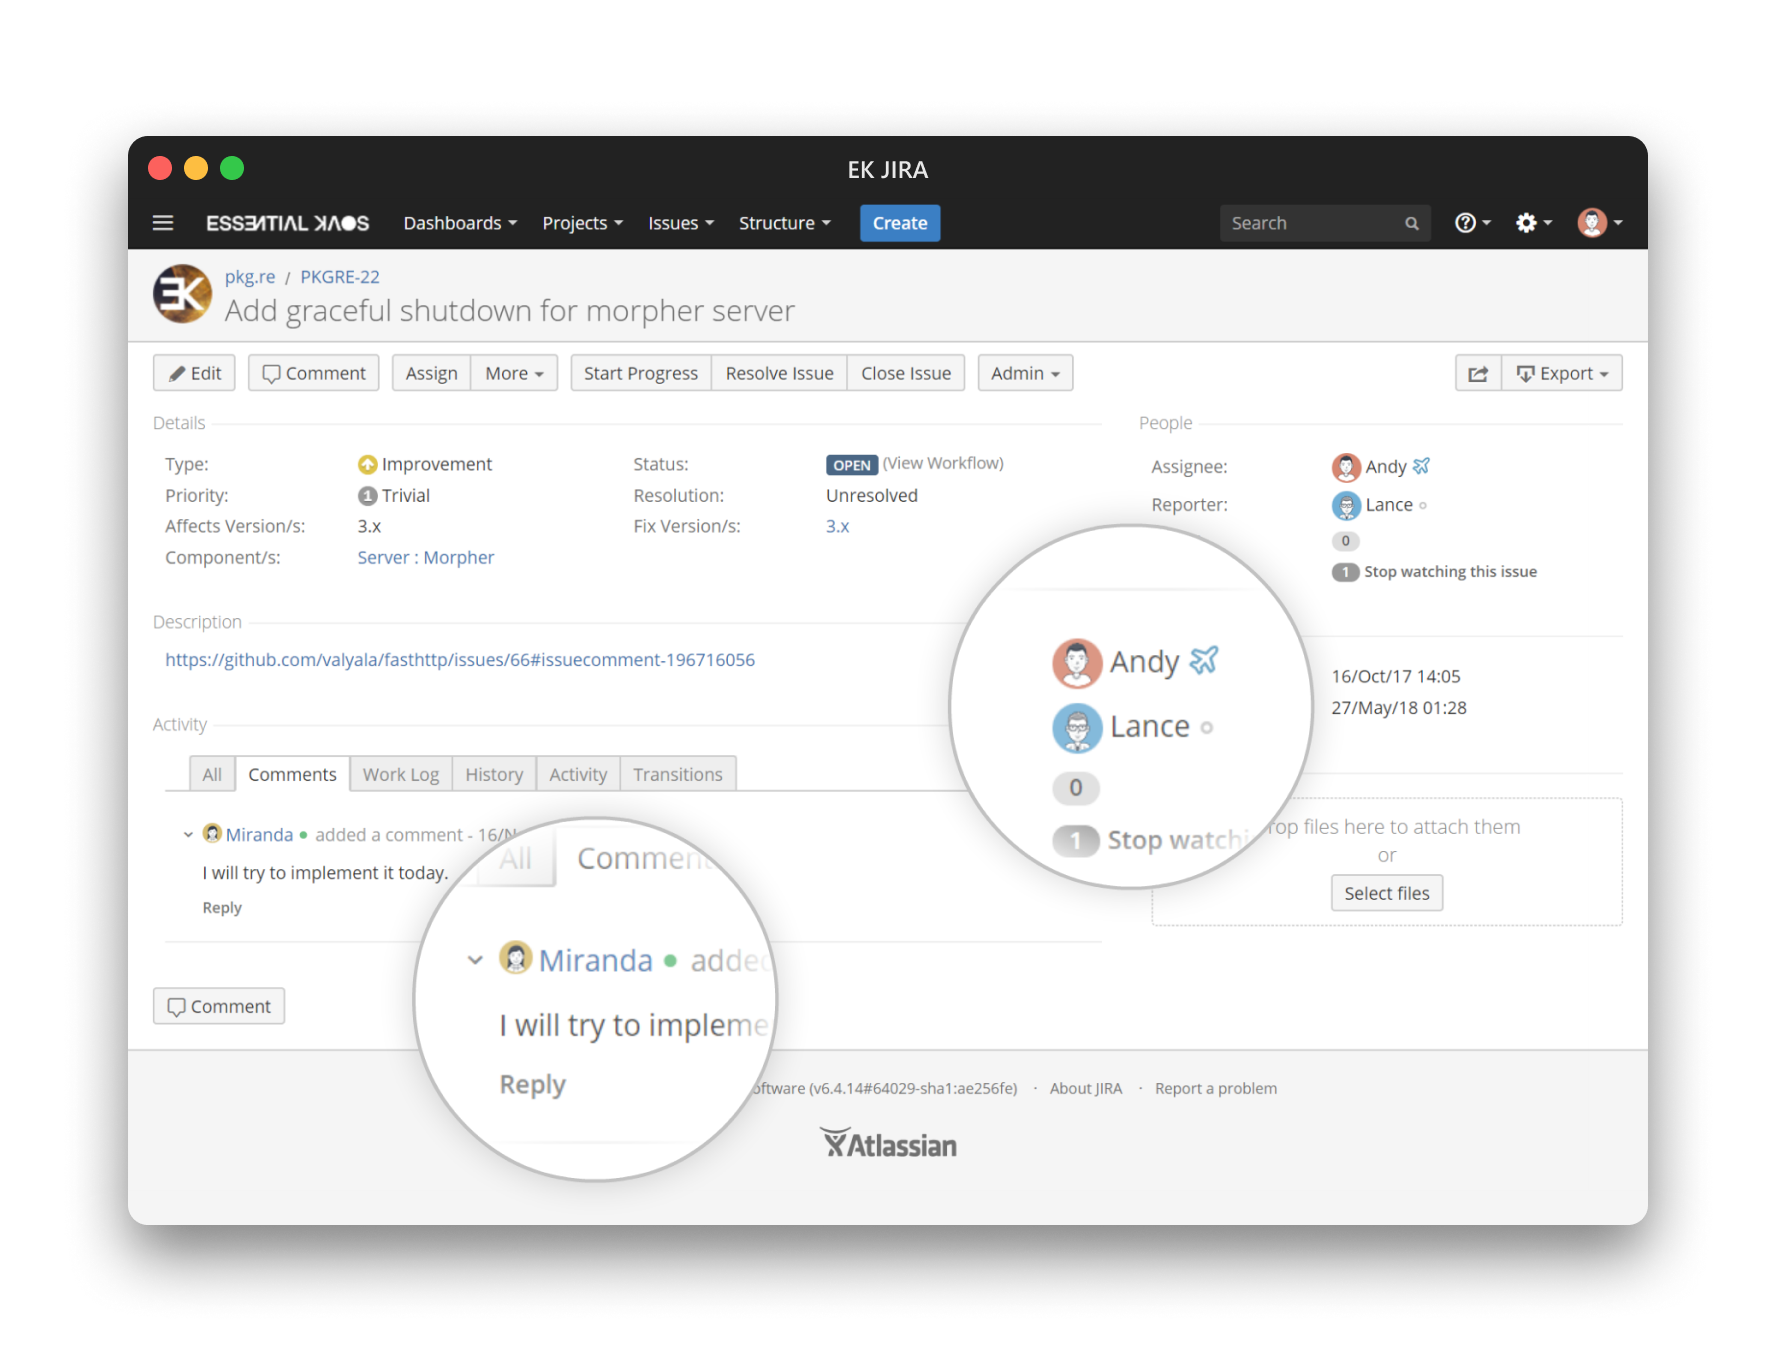 EK JIRA
ESSENTIAL KAOS Dashboards Projects Issues Structure Create Search
pkg.re / PKGRE-22
Add graceful shutdown for morpher server
Edit Comment Assign More Start Progress Resolve Issue Close Issue Admin Export
Details
Type: Improvement
Priority: 1 Trivial
Affects Version/s: 3.x
Component/s: Server : Morpher
Status: OPEN (View Workflow)
Resolution: Unresolved
Fix Version/s: 3.x
People
Assignee: Andy
Reporter: Lance
0
1 Stop watching this issue
Description
https://github.com/valyala/fasthttp/issues/66#issuecomment-196716056
Andy
Lance
0
1 Stop watchi
16/Oct/17 14:05
27/May/18 01:28
Activity
All Comments Work Log History Activity Transitions
Miranda added a comment - 16/N
I will try to implement it today.
Reply
rop files here to attach them
or
Select files
All Commen
Miranda added
I will try to impleme
Reply
Comment
oftware (v6.4.14#64029-sha1:ae256fe) · About JIRA · Report a problem
Atlassian